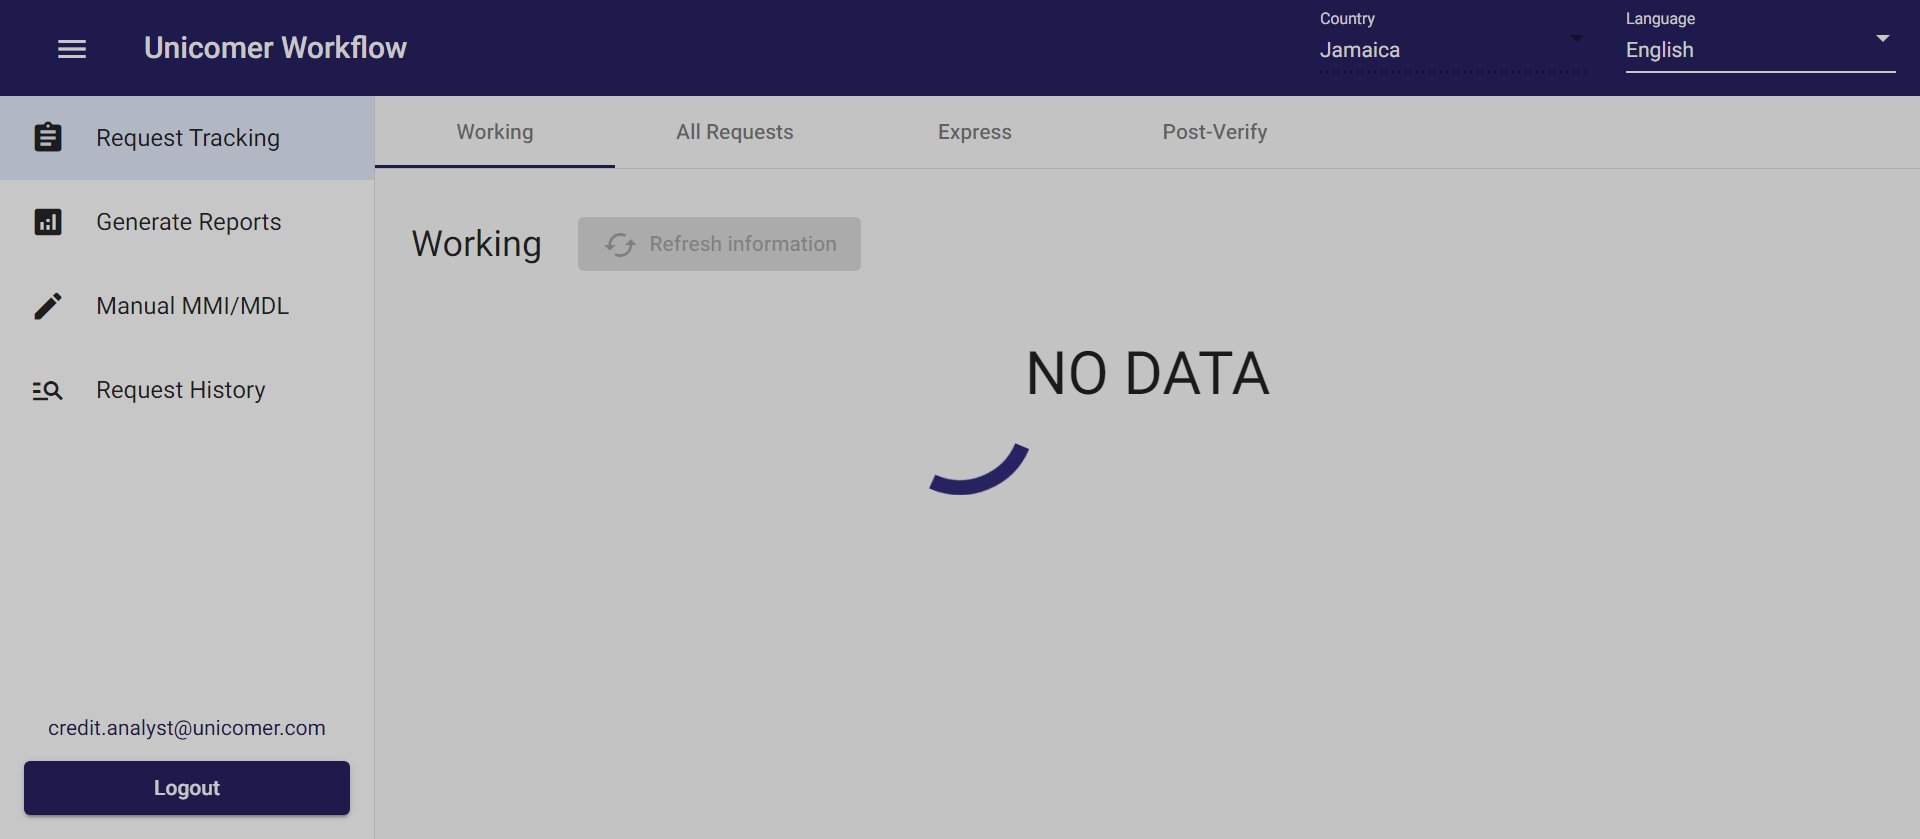 Unicomer Workflow
Country
Jamaica
Language
English
Request Tracking
Generate Reports
Manual MMI/MDL
Request History
credit.analyst@unicomer.com
Logout
Working
All Requests
Express
Post-Verify
Working
Refresh information
NO DATA